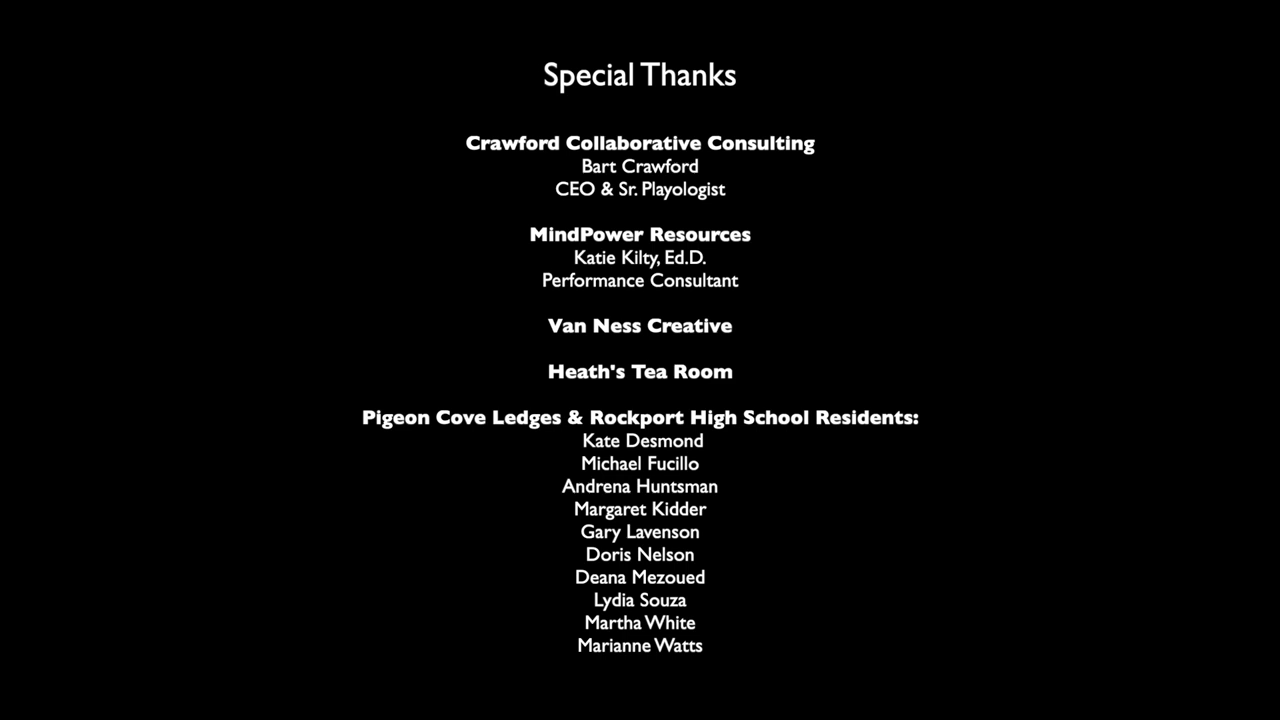 Special Thanks
Crawford Collaborative Consulting
Bart Crawford
CEO & Sr. Playologist
MindPower Resources
Katie Kilty, Ed.D.
Performance Consultant
Van Ness Creative
Heath's Tea Room
Pigeon Cove Ledges & Rockport High School Residents:
Kate Desmond
Michael Fucillo
Andrena Huntsman
Margaret Kidder
Gary Lavenson
Doris Nelson
Deana Mezoued
Lydia Souza
Martha White
Marianne Watts